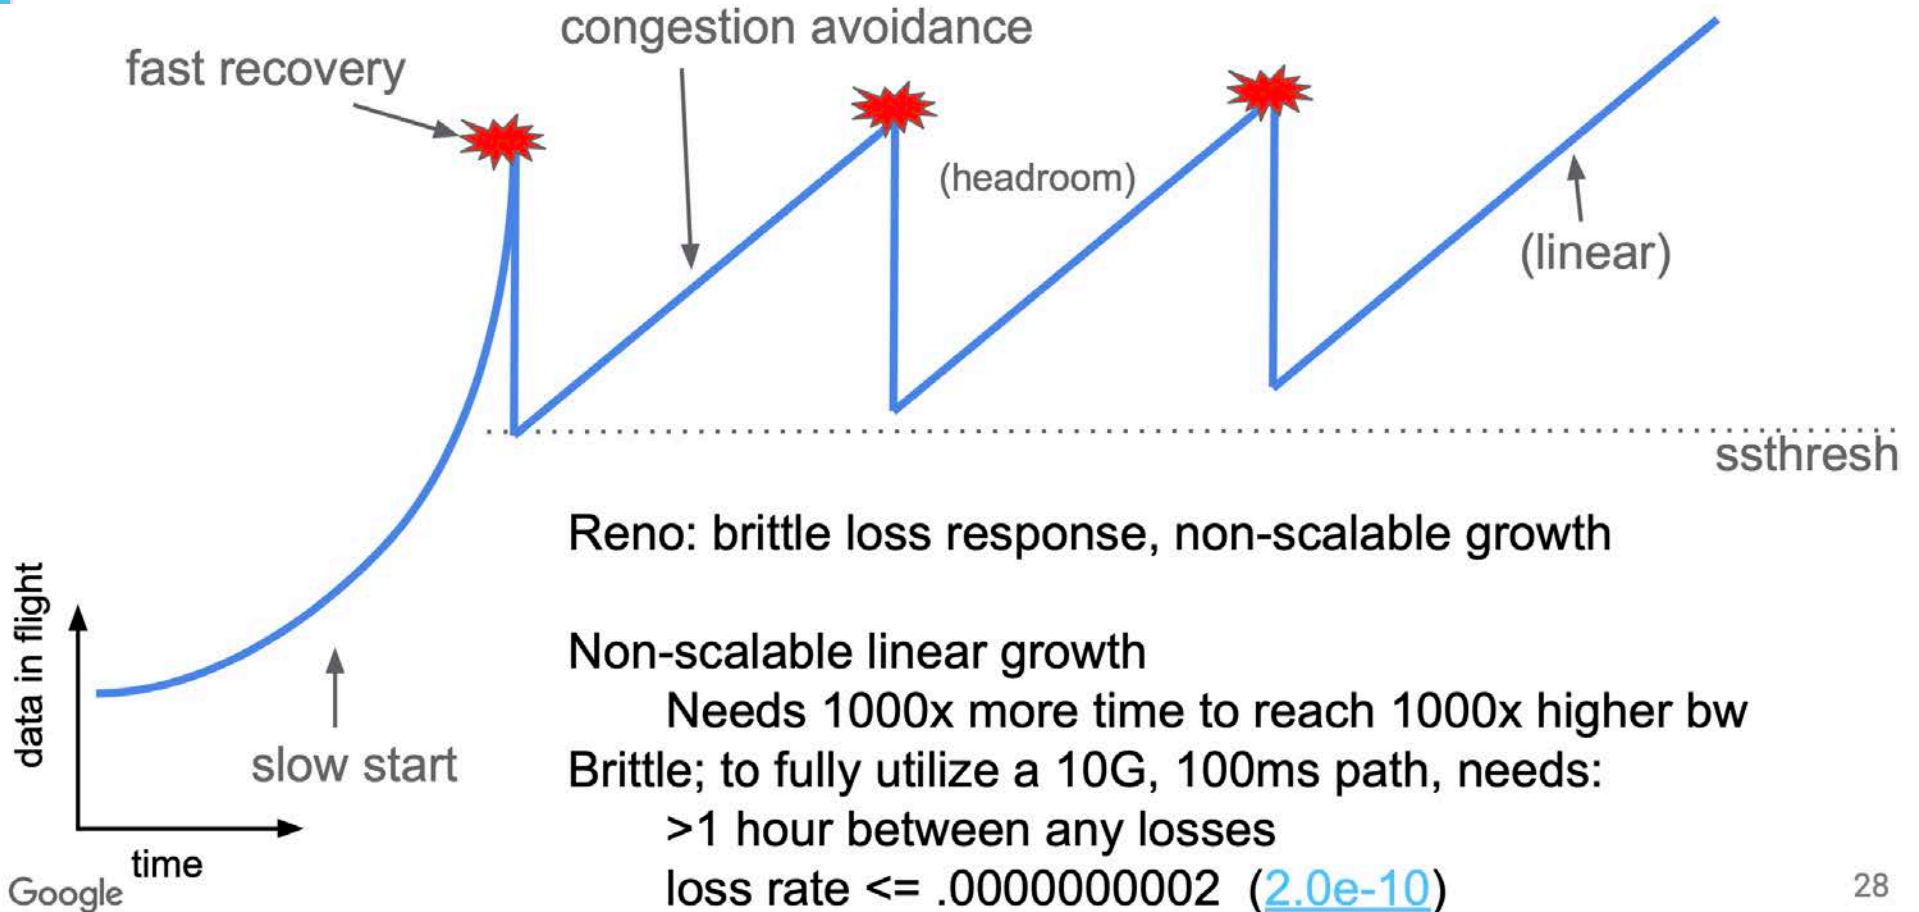 congestion avoidance
fast recovery
(headroom)
(linear)
ssthresh
Reno: brittle loss response, non-scalable growth
data in flight
Non-scalable linear growth
Needs 1000x more time to reach 1000x higher bw
slow start
Brittle; to fully utilize a 10G, 100ms path, needs:
>1 hour between any losses
time
loss rate <= .0000000002 (2.0e-10)
Google
28